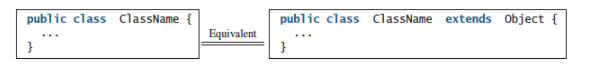 public class ClassName {
...
}
Equivalent
public class ClassName extends Object {
...
}